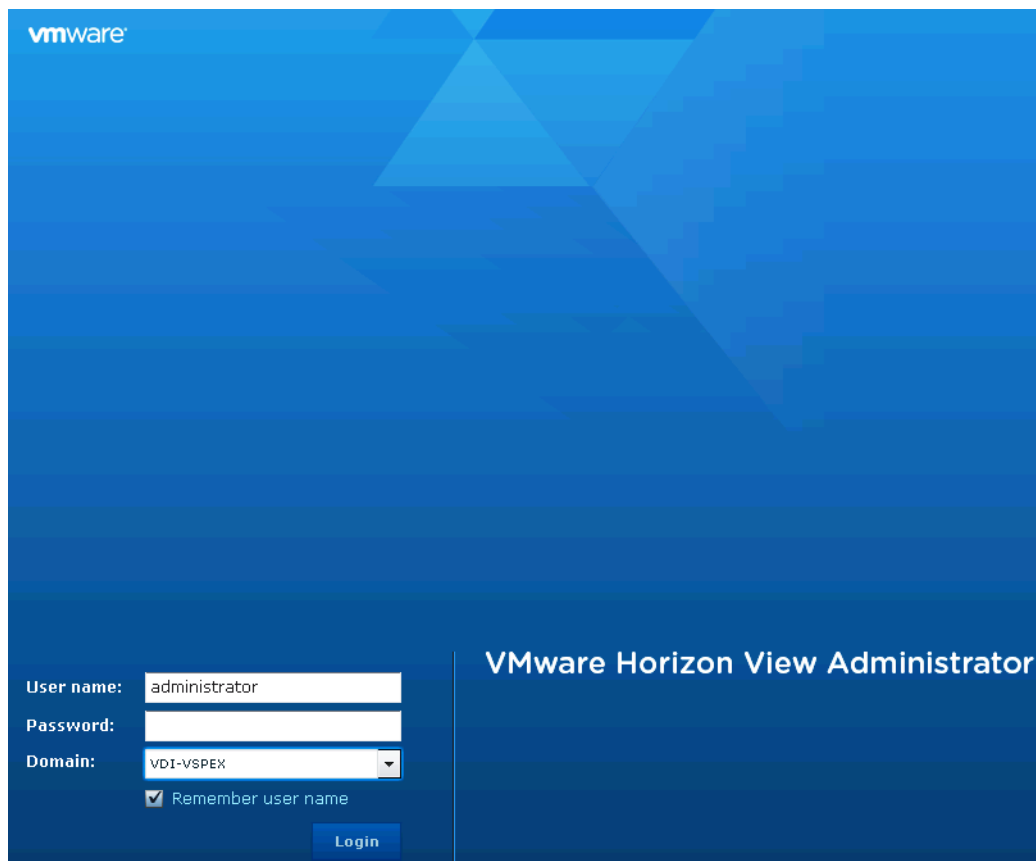 vmware
VMware Horizon View Administrator
User name: administrator
Password:
Domain: VDI-VSPEX
Remember user name
Login